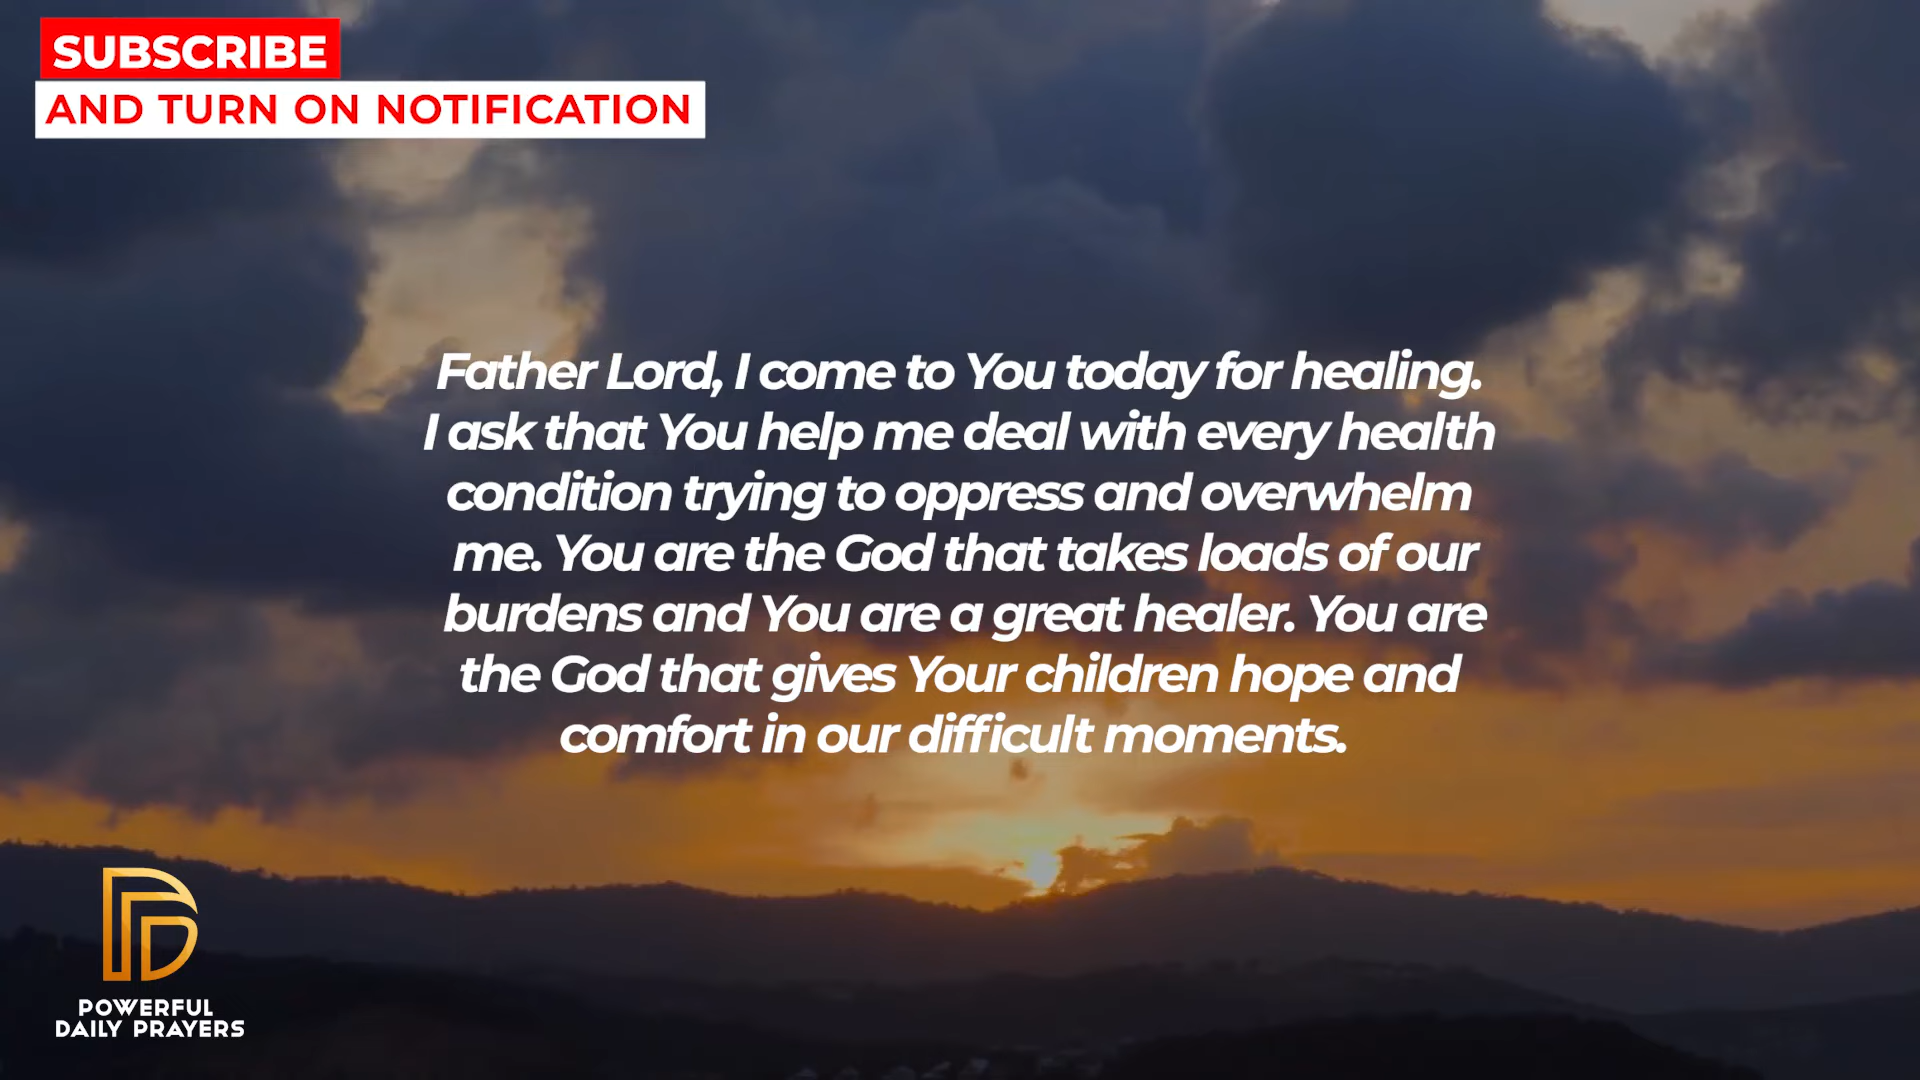 SUBSCRIBE
AND TURN ON NOTIFICATION
Father Lord, I come to You today for healing.
I ask that You help me deal with every health
condition trying to oppress and overwhelm
me. You are the God that takes loads of our
burdens and You are a great healer. You are
the God that gives Your children hope and
comfort in our difficult moments.
POWERFUL
DAILY PRAYERS